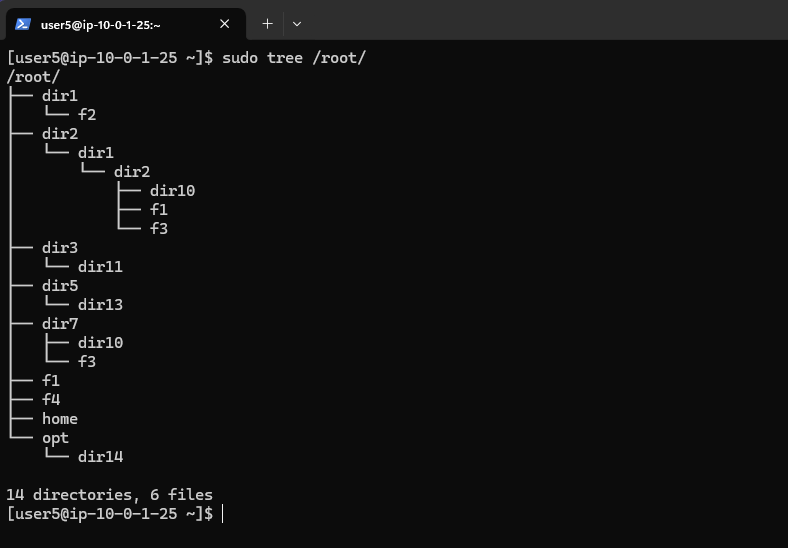 user5@ip-10-0-1-25:~
[user5@ip-10-0-1-25 ~]$ sudo tree /root/
/root/
├── dir1
│   └── f2
├── dir2
│   └── dir1
│       └── dir2
│           ├── dir10
│           ├── f1
│           └── f3
├── dir3
│   └── dir11
├── dir5
│   └── dir13
├── dir7
│   ├── dir10
│   └── f3
├── f1
├── f4
├── home
└── opt
    └── dir14

14 directories, 6 files
[user5@ip-10-0-1-25 ~]$